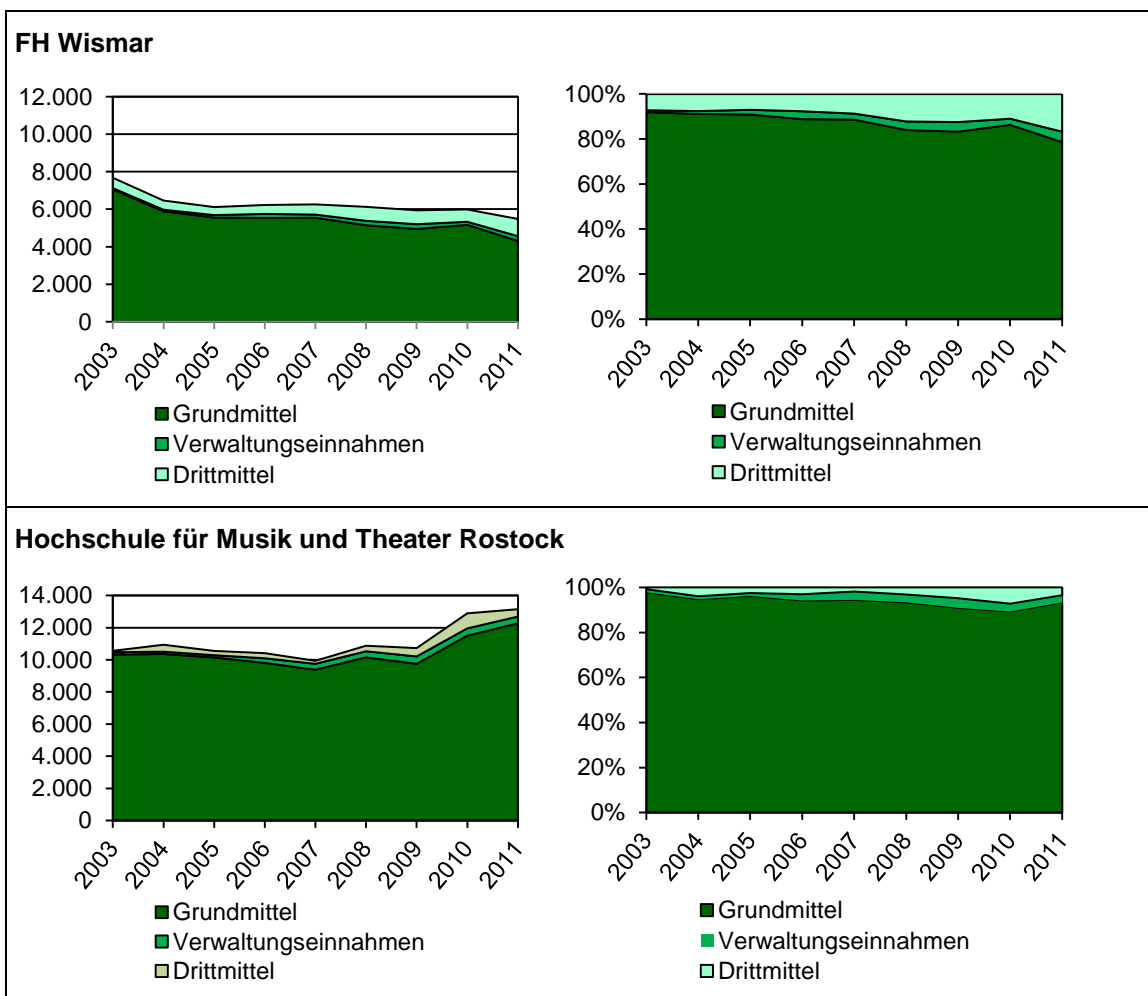 FH Wismar
12.000
10.000
8.000
6.000
4.000
2.000
0
2003 2004 2005 2006 2007 2008 2009 2010 2011
Grundmittel
Verwaltungseinnahmen
Drittmittel
100%
80%
60%
40%
20%
0%
2003 2004 2005 2006 2007 2008 2009 2010 2011
Grundmittel
Verwaltungseinnahmen
Drittmittel
Hochschule für Musik und Theater Rostock
14.000
12.000
10.000
8.000
6.000
4.000
2.000
0
2003 2004 2005 2006 2007 2008 2009 2010 2011
Grundmittel
Verwaltungseinnahmen
Drittmittel
100%
80%
60%
40%
20%
0%
2003 2004 2005 2006 2007 2008 2009 2010 2011
Grundmittel
Verwaltungseinnahmen
Drittmittel